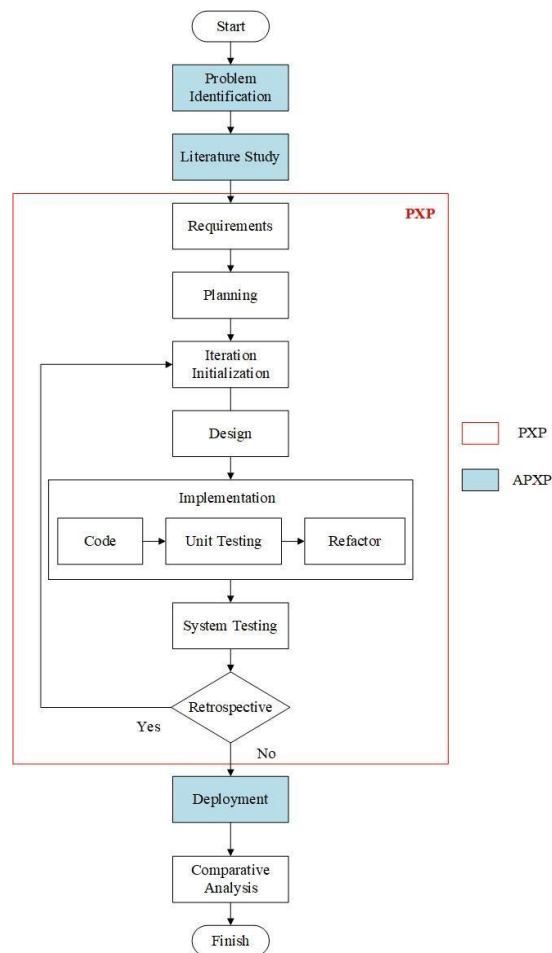 Start
Problem
Identification
Literature Study
PXP
Requirements
Planning
Iteration
Initialization
Design
PXP
APXP
Implementation
Code
Unit Testing
Refactor
System Testing
Retrospective
Yes
No
Deployment
Comparative
Analysis
Finish